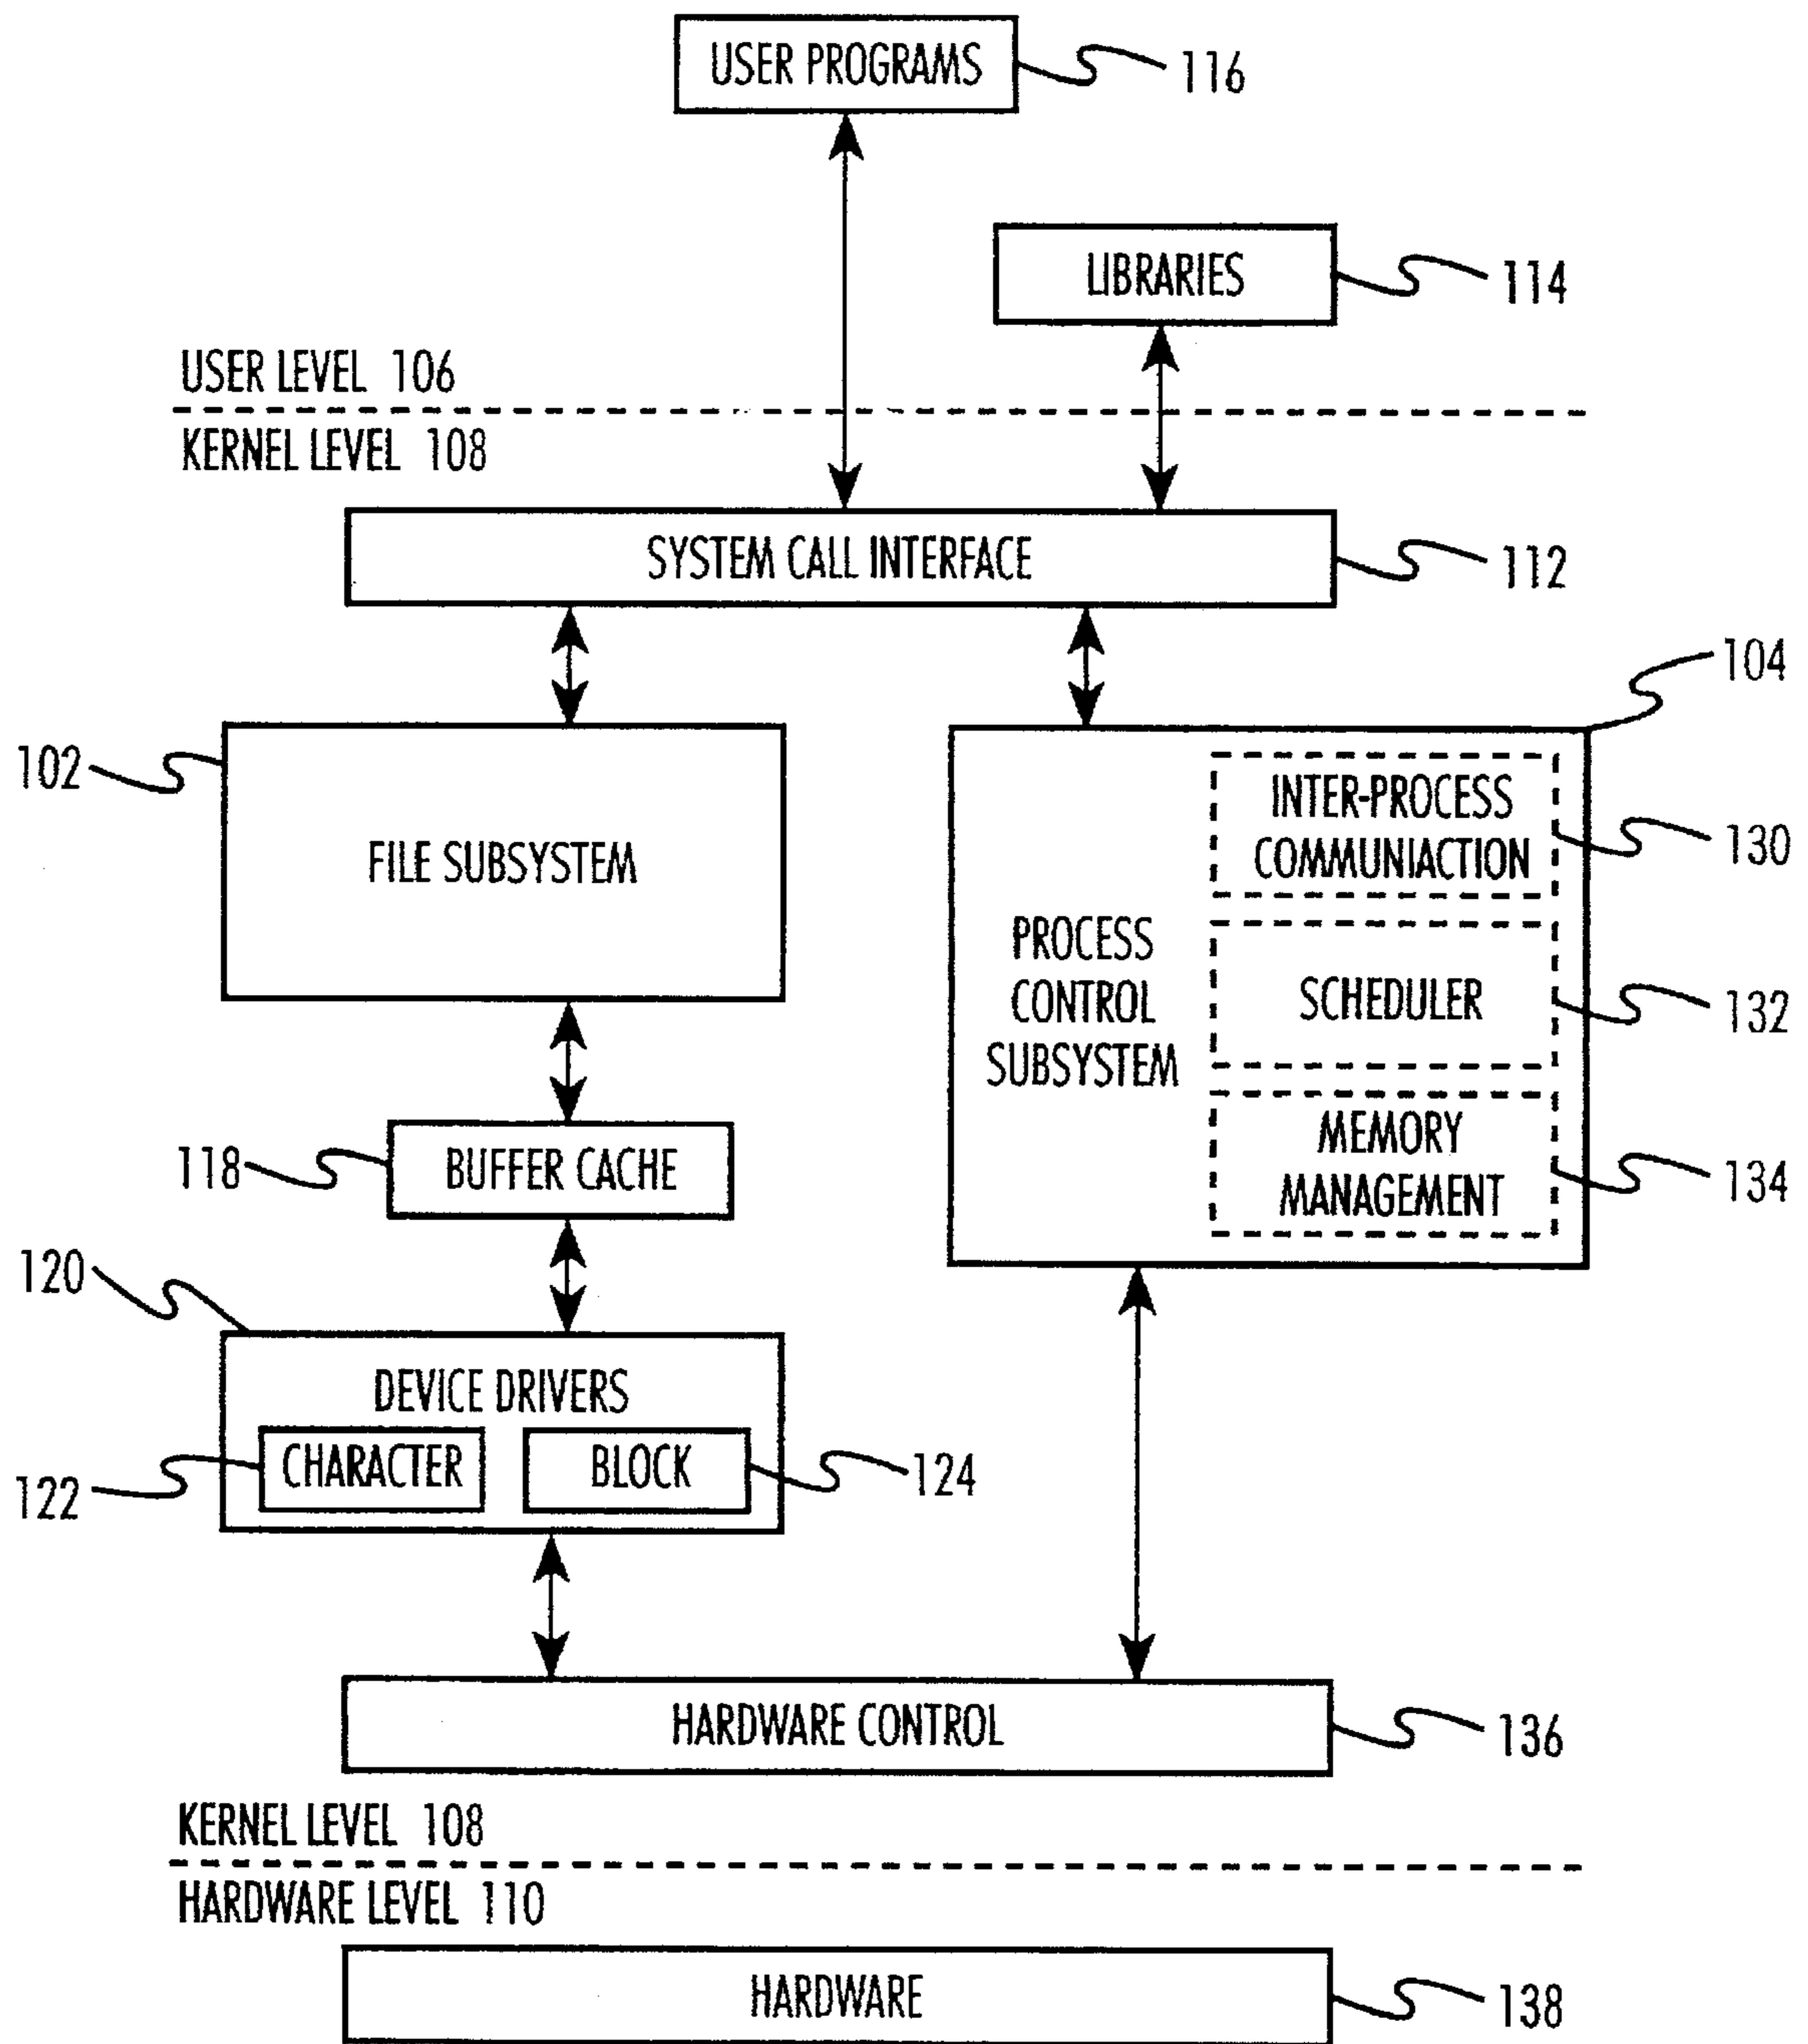 USER PROGRAMS
116
LIBRARIES
114
USER LEVEL 106
KERNEL LEVEL 108
SYSTEM CALL INTERFACE
112
104
102
FILE SUBSYSTEM
PROCESS
CONTROL
SUBSYSTEM
INTER-PROCESS
COMMUNIACTION
130
SCHEDULER
132
MEMORY
MANAGEMENT
134
118
BUFFER CACHE
120
DEVICE DRIVERS
CHARACTER
BLOCK
122
124
HARDWARE CONTROL
136
KERNEL LEVEL 108
HARDWARE LEVEL 110
HARDWARE
138